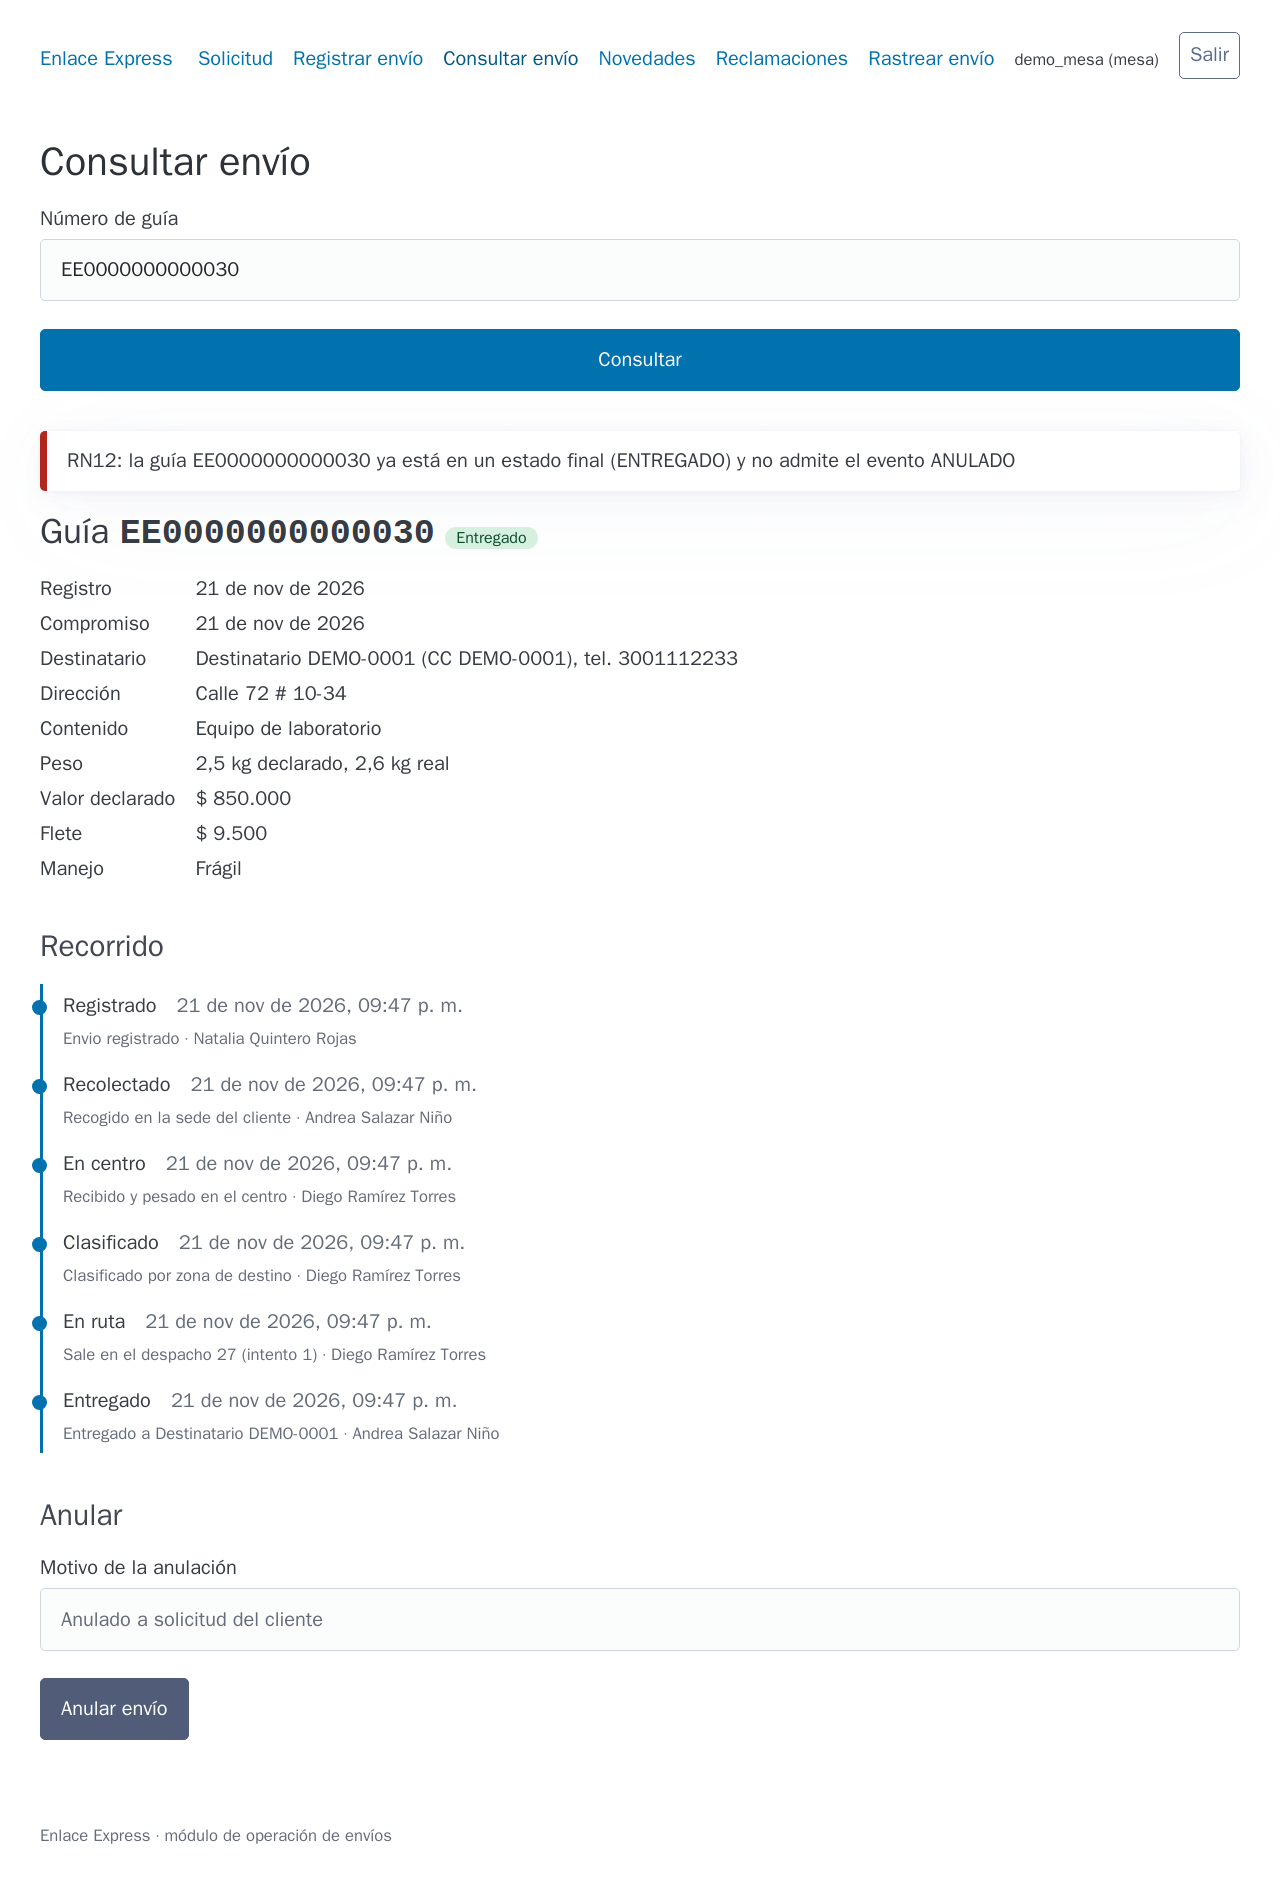 Enlace Express Solicitud Registrar envío Consultar envío Novedades Reclamaciones Rastrear envío demo_mesa (mesa) Salir
Consultar envío
Número de guía
EE0000000000030
Consultar
RN12: la guía EE0000000000030 ya está en un estado final (ENTREGADO) y no admite el evento ANULADO
Guía EE0000000000030 Entregado
Registro 21 de nov de 2026
Compromiso 21 de nov de 2026
Destinatario Destinatario DEMO-0001 (CC DEMO-0001), tel. 3001112233
Dirección Calle 72 # 10-34
Contenido Equipo de laboratorio
Peso 2,5 kg declarado, 2,6 kg real
Valor declarado $ 850.000
Flete $ 9.500
Manejo Frágil
Recorrido
Registrado 21 de nov de 2026, 09:47 p. m.
Envio registrado · Natalia Quintero Rojas
Recolectado 21 de nov de 2026, 09:47 p. m.
Recogido en la sede del cliente · Andrea Salazar Niño
En centro 21 de nov de 2026, 09:47 p. m.
Recibido y pesado en el centro · Diego Ramírez Torres
Clasificado 21 de nov de 2026, 09:47 p. m.
Clasificado por zona de destino · Diego Ramírez Torres
En ruta 21 de nov de 2026, 09:47 p. m.
Sale en el despacho 27 (intento 1) · Diego Ramírez Torres
Entregado 21 de nov de 2026, 09:47 p. m.
Entregado a Destinatario DEMO-0001 · Andrea Salazar Niño
Anular
Motivo de la anulación
Anulado a solicitud del cliente
Anular envío
Enlace Express · módulo de operación de envíos